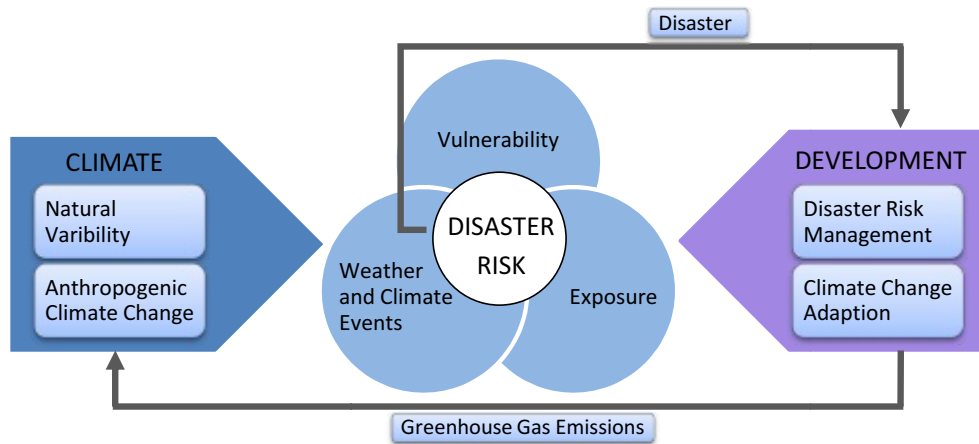 Disaster
CLIMATE
Natural
Varibility
Anthropogenic
Climate Change
Vulnerability
DISASTER
RISK
Weather
and Climate
Events
Exposure
DEVELOPMENT
Disaster Risk
Management
Climate Change
Adaption
Greenhouse Gas Emissions